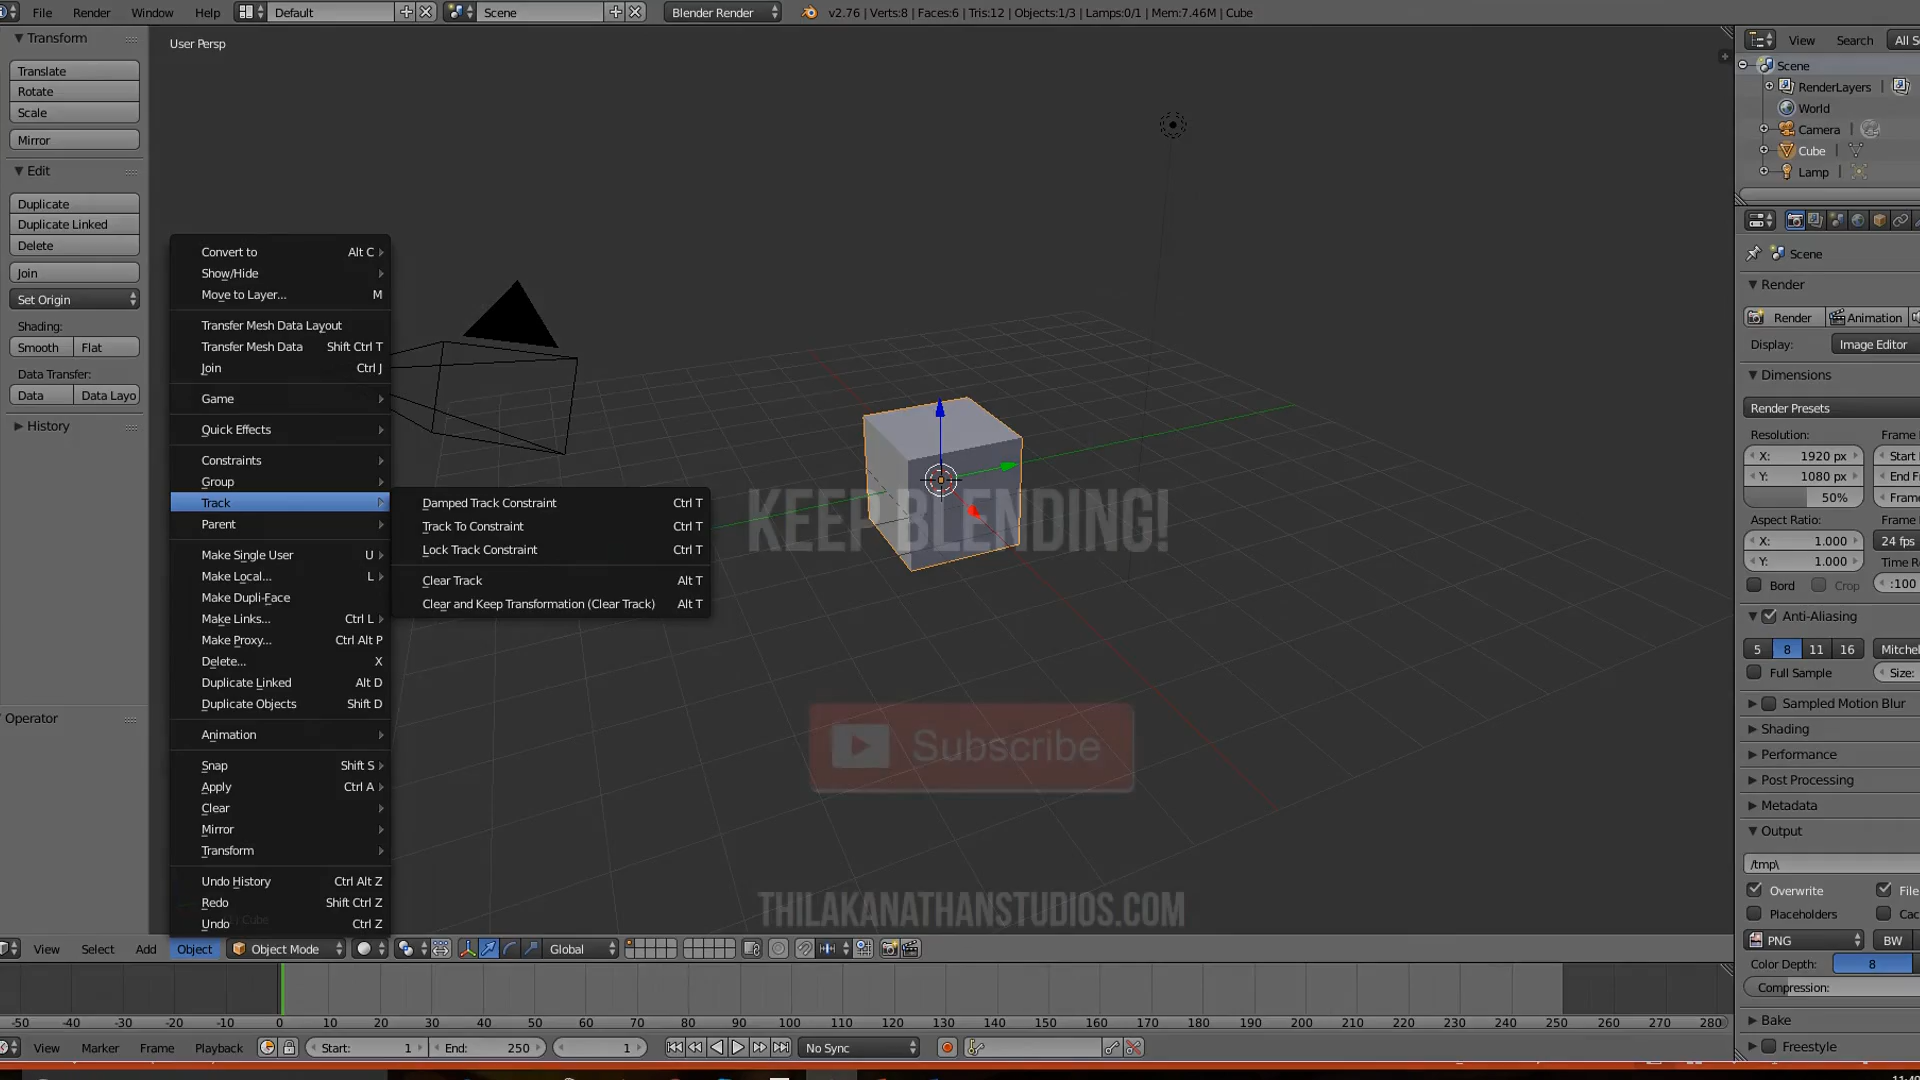 File Render Window Help Default Scene Blender Render v2.76 | Verts:8 | Faces:6 | Tris:12 | Objects:1/3 | Lamps:0/1 | Mem:7.46M | Cube
Transform
Translate
Rotate
Scale
Mirror
Edit
Duplicate
Duplicate Linked
Delete
Join
Set Origin
Shading:
Smooth Flat
Data Transfer:
Data Data Layo
History
Operator
User Persp
Convert to Alt C
Show/Hide
Move to Layer... M
Transfer Mesh Data Layout
Transfer Mesh Data Shift Ctrl T
Join Ctrl J
Game
Quick Effects
Constraints
Group
Track
Parent
Make Single User U
Make Local... L
Make Dupli-Face
Make Links... Ctrl L
Make Proxy... Ctrl Alt P
Delete... X
Duplicate Linked Alt D
Duplicate Objects Shift D
Animation
Snap Shift S
Apply Ctrl A
Clear
Mirror
Transform
Undo History Ctrl Alt Z
Redo Shift Ctrl Z
Undo Ctrl Z
Cube
Damped Track Constraint Ctrl T
Track To Constraint Ctrl T
Lock Track Constraint Ctrl T
Clear Track Alt T
Clear and Keep Transformation (Clear Track) Alt T
KEEP BLENDING!
Subscribe
THILAKANATHANSTUDIOS.COM
View Search All S
Scene
RenderLayers
World
Camera
Cube
Lamp
Scene
Render
Render Animation
Display: Image Editor
Dimensions
Render Presets
Resolution: Frame
X: 1920 px Start
Y: 1080 px End F
50% Frame
Aspect Ratio: Frame
X: 1.000 24 fps
Y: 1.000 Time Re
Bord Crop :100
Anti-Aliasing
5 8 11 16 Mitchel
Full Sample Size:
Sampled Motion Blur
Shading
Performance
Post Processing
Metadata
Output
/tmp\
Overwrite File
Placeholders Cac
PNG BW
Color Depth: 8
Compression:
Bake
Freestyle
View Select Add Object Object Mode Global
-50 -40 -30 -20 -10 0 10 20 30 40 50 60 70 80 90 100 110 120 130 140 150 160 170 180 190 200 210 220 230 240 250 260 270 280
View Marker Frame Playback Start: 1 End: 250 1 No Sync